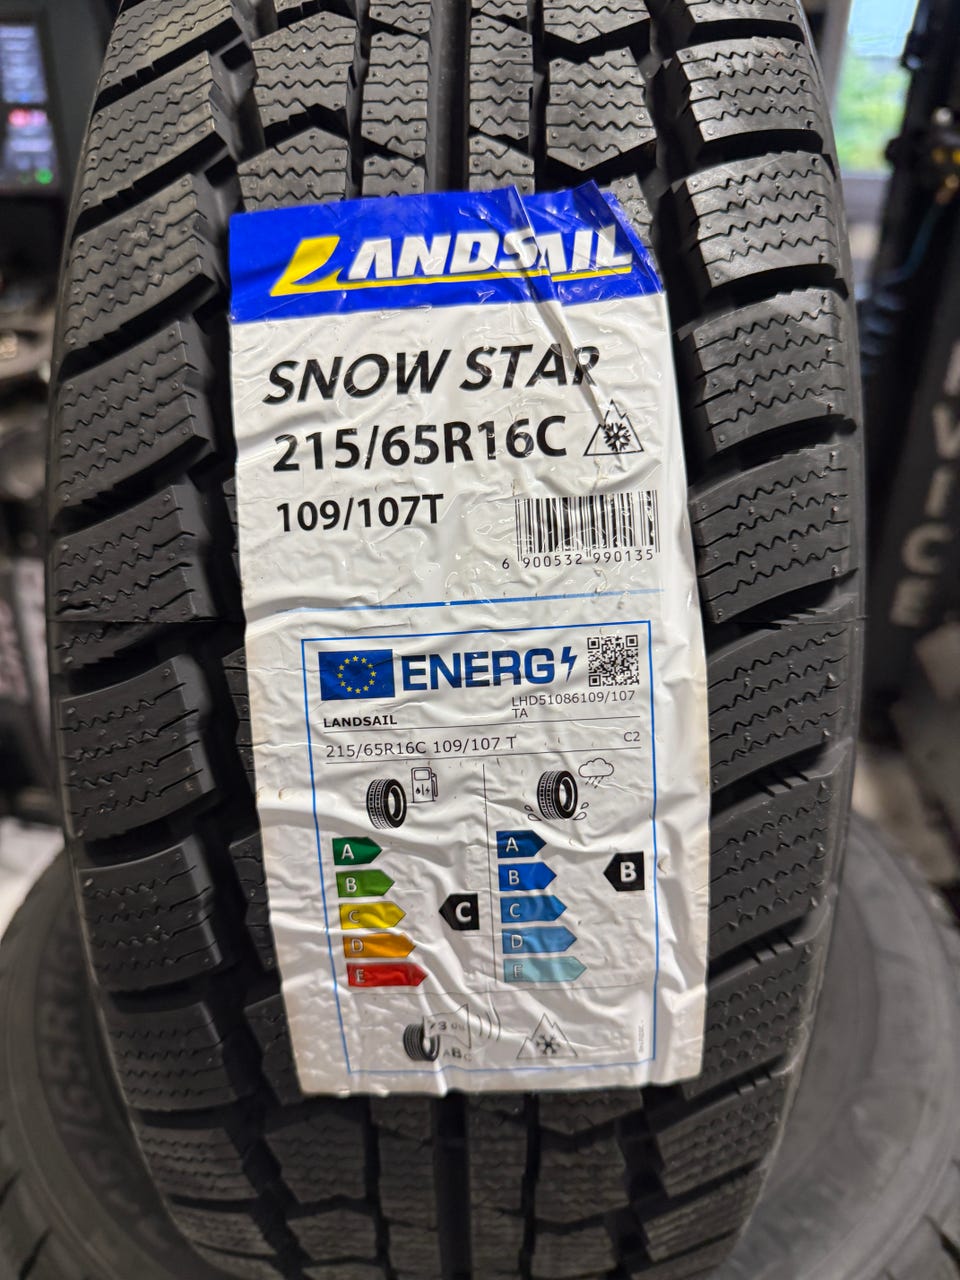 LANDSAIL
SNOW STAR
215/65R16C
109/107T
6 900532 990135
ENERG
LANDSAIL
LHD51086109/107
TA
215/65R16C 109/107 T
C2
A
B
C
D
E
C
A
B
C
D
E
B
ABC